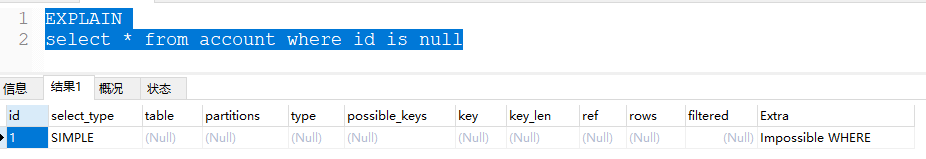 1 EXPLAIN
2 select * from account where id is null
信息 结果1 概况 状态
id select_type table partitions type possible_keys key key_len ref rows filtered Extra
1 SIMPLE (Null) (Null) (Null) (Null) (Null) (Null) (Null) (Null) (Null) Impossible WHERE